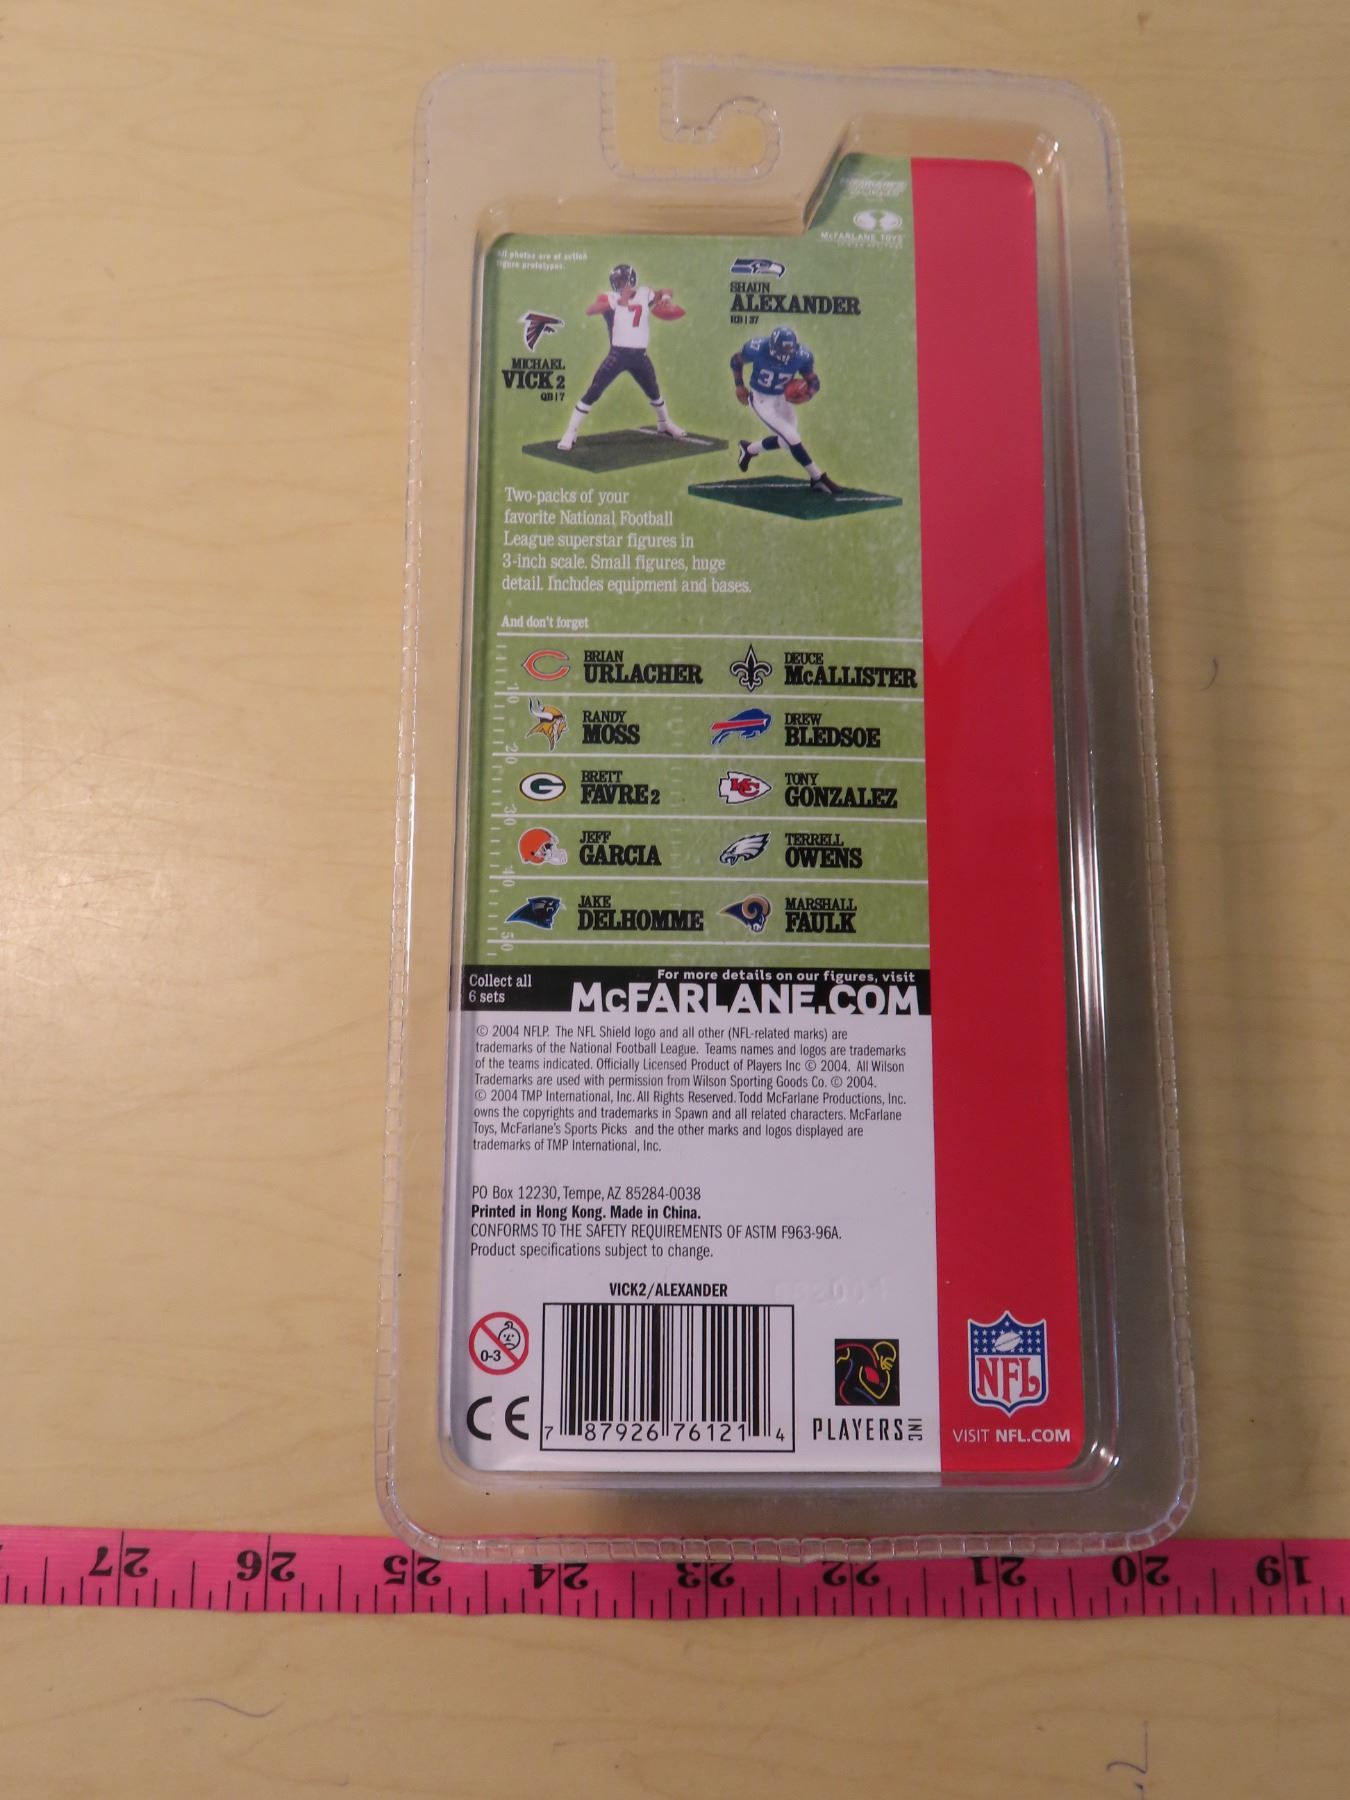 McFARLANE TOYS
All photos are of action
figure prototypes.
SHAUN
ALEXANDER
RB | 37
7
MICHAEL
VICK 2
QB | 7
37
37
Two-packs of your
favorite National Football
League superstar figures in
3-inch scale. Small figures, huge
detail. Includes equipment and bases.
And don't forget
BRIAN
URLACHER
DEUCE
McALLISTER
10
RANDY
MOSS
DREW
BLEDSOE
20
BRETT
FAVRE 2
TONY
GONZALEZ
KC
G
30
JEFF
GARCIA
TERRELL
OWENS
40
JAKE
DELHOMME
MARSHALL
FAULK
50
Collect all
6 sets
For more details on our figures, visit
McFARLANE.COM
© 2004 NFLP. The NFL Shield logo and all other (NFL-related marks) are
trademarks of the National Football League. Teams names and logos are trademarks
of the teams indicated. Officially Licensed Product of Players Inc © 2004. All Wilson
Trademarks are used with permission from Wilson Sporting Goods Co. © 2004.
© 2004 TMP International, Inc. All Rights Reserved. Todd McFarlane Productions, Inc.
owns the copyrights and trademarks in Spawn and all related characters. McFarlane
Toys, McFarlane's Sports Picks and the other marks and logos displayed are
trademarks of TMP International, Inc.
PO Box 12230, Tempe, AZ 85284-0038
Printed in Hong Kong. Made in China.
CONFORMS TO THE SAFETY REQUIREMENTS OF ASTM F963-96A.
Product specifications subject to change.
VICK2/ALEXANDER
0-3
CE
7 87926 76121 4
PLAYERS INC
NFL
VISIT NFL.COM
27 26 25 24 23 22 21 20 19